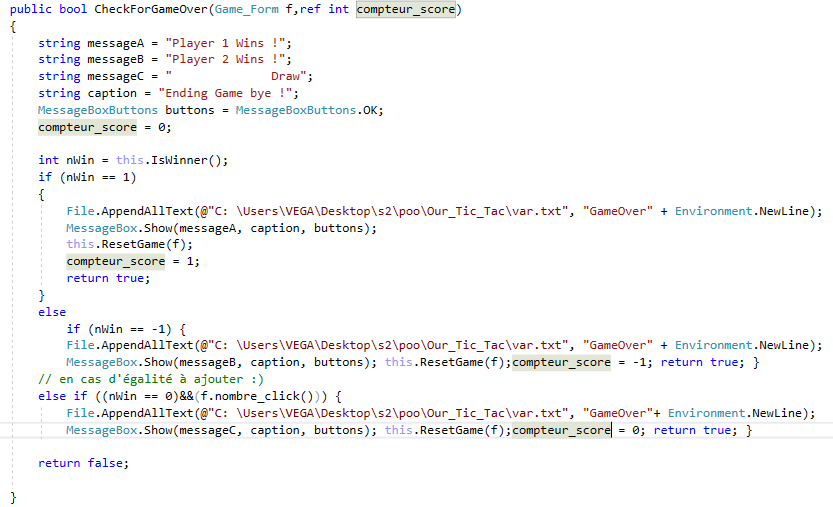 public bool CheckForGameOver(Game_Form f,ref int compteur_score)
{
    string messageA = "Player 1 Wins !";
    string messageB = "Player 2 Wins !";
    string messageC = "              Draw";
    string caption = "Ending Game bye !";
    MessageBoxButtons buttons = MessageBoxButtons.OK;
    compteur_score = 0;

    int nWin = this.IsWinner();
    if (nWin == 1)
    {
        File.AppendAllText(@"C: \Users\VEGA\Desktop\s2\poo\Our_Tic_Tac\var.txt", "GameOver" + Environment.NewLine);
        MessageBox.Show(messageA, caption, buttons);
        this.ResetGame(f);
        compteur_score = 1;
        return true;
    }
    else
        if (nWin == -1) {
        File.AppendAllText(@"C: \Users\VEGA\Desktop\s2\poo\Our_Tic_Tac\var.txt", "GameOver" + Environment.NewLine);
        MessageBox.Show(messageB, caption, buttons); this.ResetGame(f);compteur_score = -1; return true; }
    // en cas d'égalité à ajouter :)
    else if ((nWin == 0)&&(f.nombre_click())) {
        File.AppendAllText(@"C: \Users\VEGA\Desktop\s2\poo\Our_Tic_Tac\var.txt", "GameOver"+ Environment.NewLine);
        MessageBox.Show(messageC, caption, buttons); this.ResetGame(f);compteur_score = 0; return true; }

    return false;

}